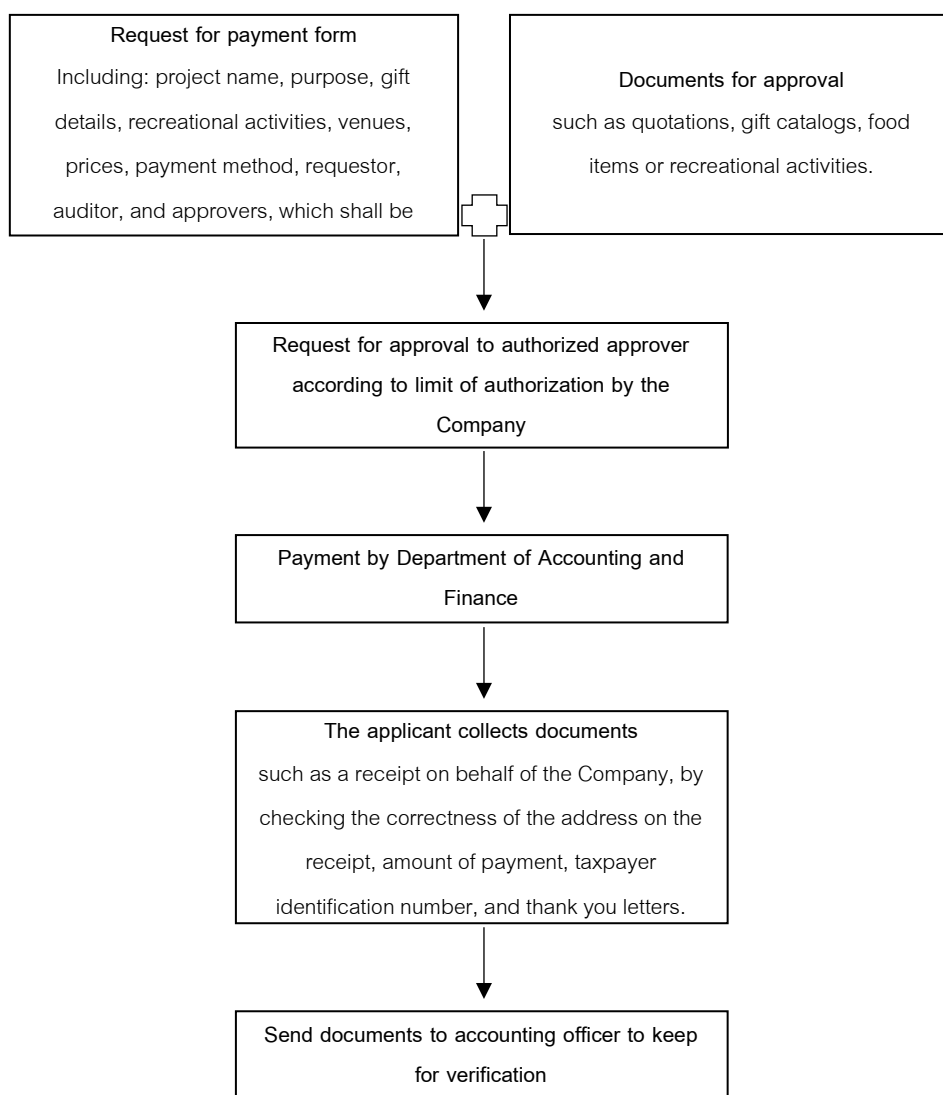 Request for payment form
Including: project name, purpose, gift
details, recreational activities, venues,
prices, payment method, requestor,
auditor, and approvers, which shall be
Documents for approval
such as quotations, gift catalogs, food
items or recreational activities.
Request for approval to authorized approver
according to limit of authorization by the
Company
Payment by Department of Accounting and
Finance
The applicant collects documents
such as a receipt on behalf of the Company, by
checking the correctness of the address on the
receipt, amount of payment, taxpayer
identification number, and thank you letters.
Send documents to accounting officer to keep
for verification